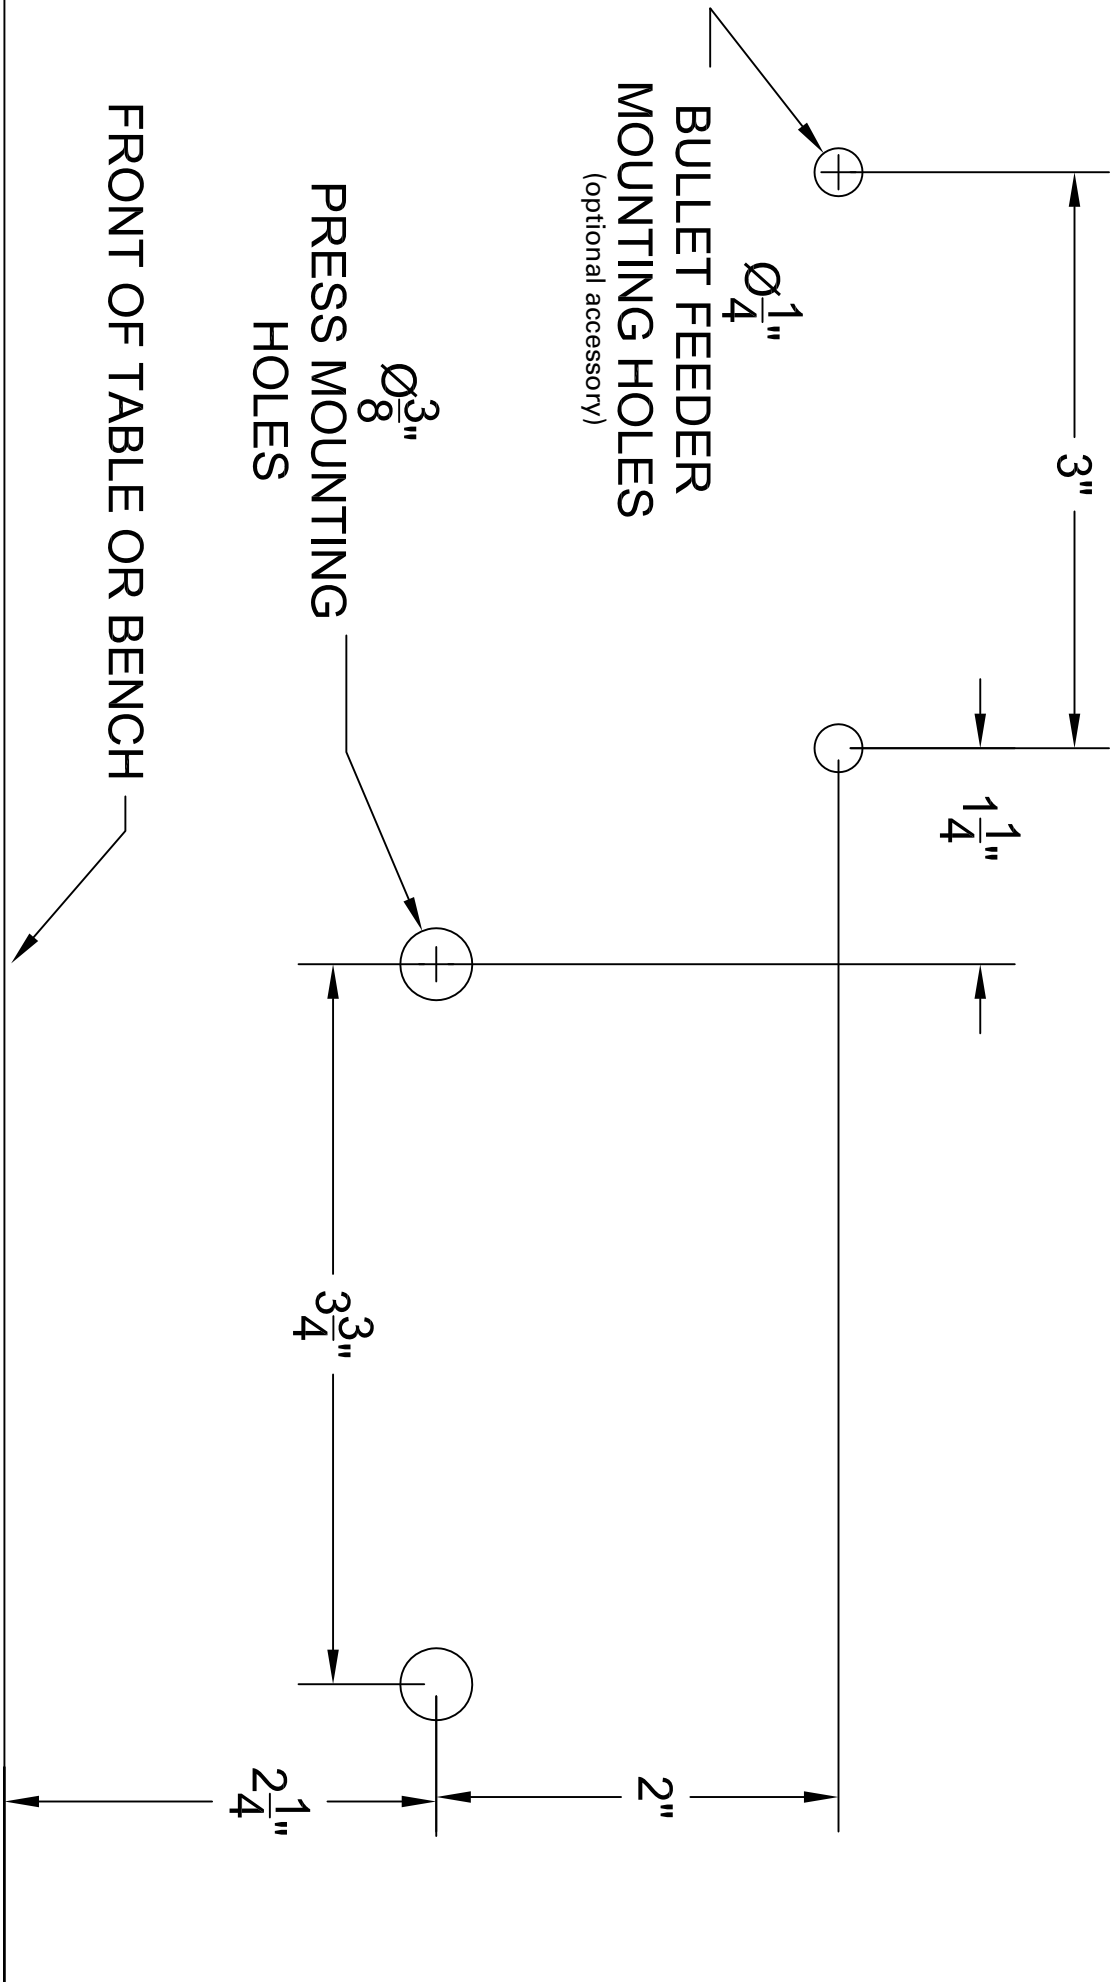 3"
1 1/4"
Ø1/4"
BULLET FEEDER
MOUNTING HOLES
(optional accessory)
2"
Ø3/8"
PRESS MOUNTING
HOLES
3 3/4"
2 1/4"
FRONT OF TABLE OR BENCH